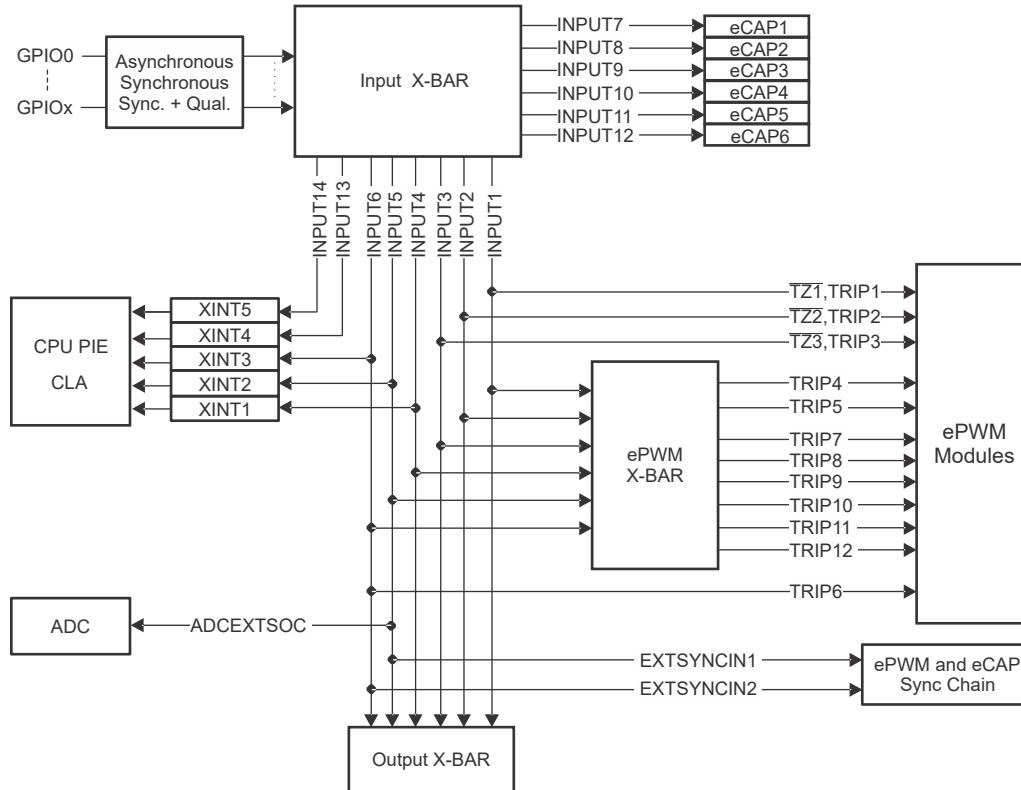 GPIO0
GPIOx
Asynchronous
Synchronous
Sync. + Qual.
Input X-BAR
INPUT7
INPUT8
INPUT9
INPUT10
INPUT11
INPUT12
eCAP1
eCAP2
eCAP3
eCAP4
eCAP5
eCAP6
INPUT14
INPUT13
INPUT6
INPUT5
INPUT4
INPUT3
INPUT2
INPUT1
CPU PIE
CLA
XINT5
XINT4
XINT3
XINT2
XINT1
TZ1,TRIP1
TZ2,TRIP2
TZ3,TRIP3
ePWM
X-BAR
TRIP4
TRIP5
TRIP7
TRIP8
TRIP9
TRIP10
TRIP11
TRIP12
TRIP6
ePWM
Modules
ADC
ADCEXTSOC
EXTSYNCIN1
EXTSYNCIN2
ePWM and eCAP
Sync Chain
Output X-BAR